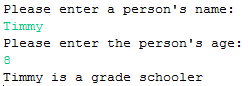 Please enter a person's name:
Timmy
Please enter the person's age:
8
Timmy is a grade schooler